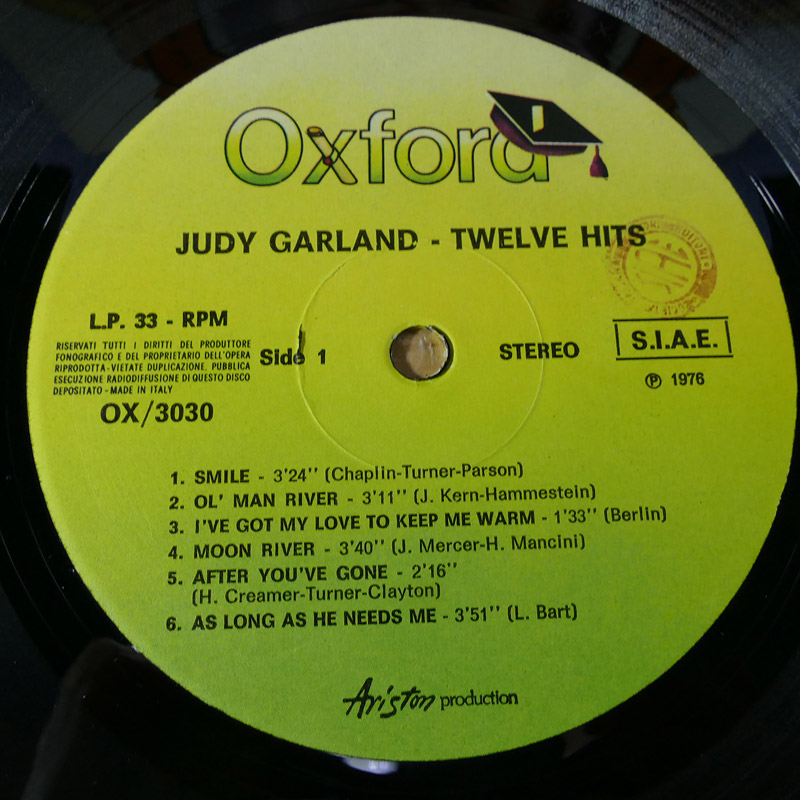 Oxford
JUDY GARLAND - TWELVE HITS
L.P. 33 - RPM
RISERVATI TUTTI I DIRITTI DEL PRODUTTORE
FONOGRAFICO E DEL PROPRIETARIO DELL'OPERA
RIPRODOTTA - VIETATE DUPLICAZIONE, PUBBLICA
ESECUZIONE RADIODIFFUSIONE DI QUESTO DISCO
DEPOSITATO - MADE IN ITALY
OX/3030
Side 1
STEREO
S.I.A.E.
℗ 1976
1. SMILE - 3'24'' (Chaplin-Turner-Parson)
2. OL' MAN RIVER - 3'11'' (J. Kern-Hammestein)
3. I'VE GOT MY LOVE TO KEEP ME WARM - 1'33'' (Berlin)
4. MOON RIVER - 3'40'' (J. Mercer-H. Mancini)
5. AFTER YOU'VE GONE - 2'16''
(H. Creamer-Turner-Clayton)
6. AS LONG AS HE NEEDS ME - 3'51'' (L. Bart)
Ariston production